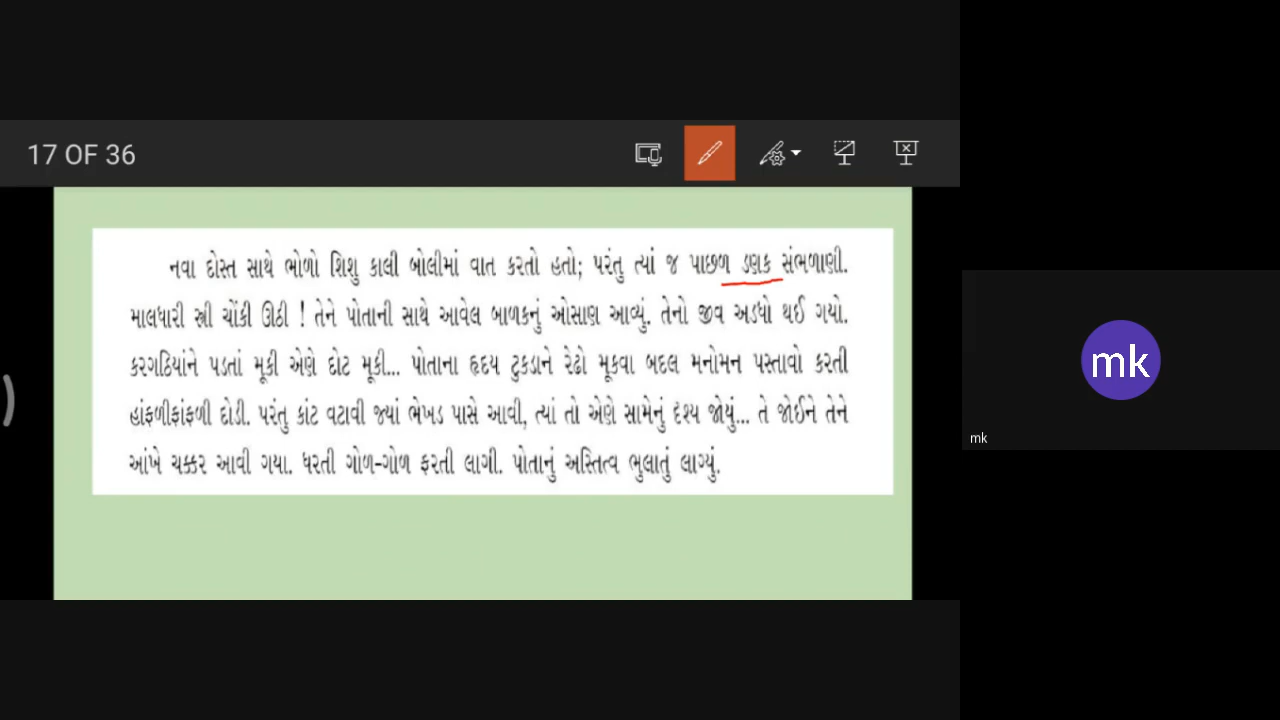 17 OF 36
નવા દોસ્ત સાથે ભોળો શિશુ કાલી બોલીમાં વાત કરતો હતો; પરંતુ ત્યાં જ પાછળ ડણક સંભળાણી.
માલધારી સ્ત્રી ચોંકી ઊઠી ! તેને પોતાની સાથે આવેલ બાળકનું ઓસાણ આવ્યું. તેનો જીવ અડધો થઈ ગયો.
કરગઠિયાંને પડતાં મૂકી એણે દોટ મૂકી... પોતાના હૃદય ટુકડાને રેઢો મૂકવા બદલ મનોમન પસ્તાવો કરતી
હાંફળીફાંફળી દોડી. પરંતુ કાંટ વટાવી જ્યાં ભેખડ પાસે આવી, ત્યાં તો એણે સામેનું દૃશ્ય જોયું... તે જોઈને તેને
આંખે ચક્કર આવી ગયા. ધરતી ગોળ-ગોળ ફરતી લાગી. પોતાનું અસ્તિત્વ ભુલાતું લાગ્યું.
mk
mk